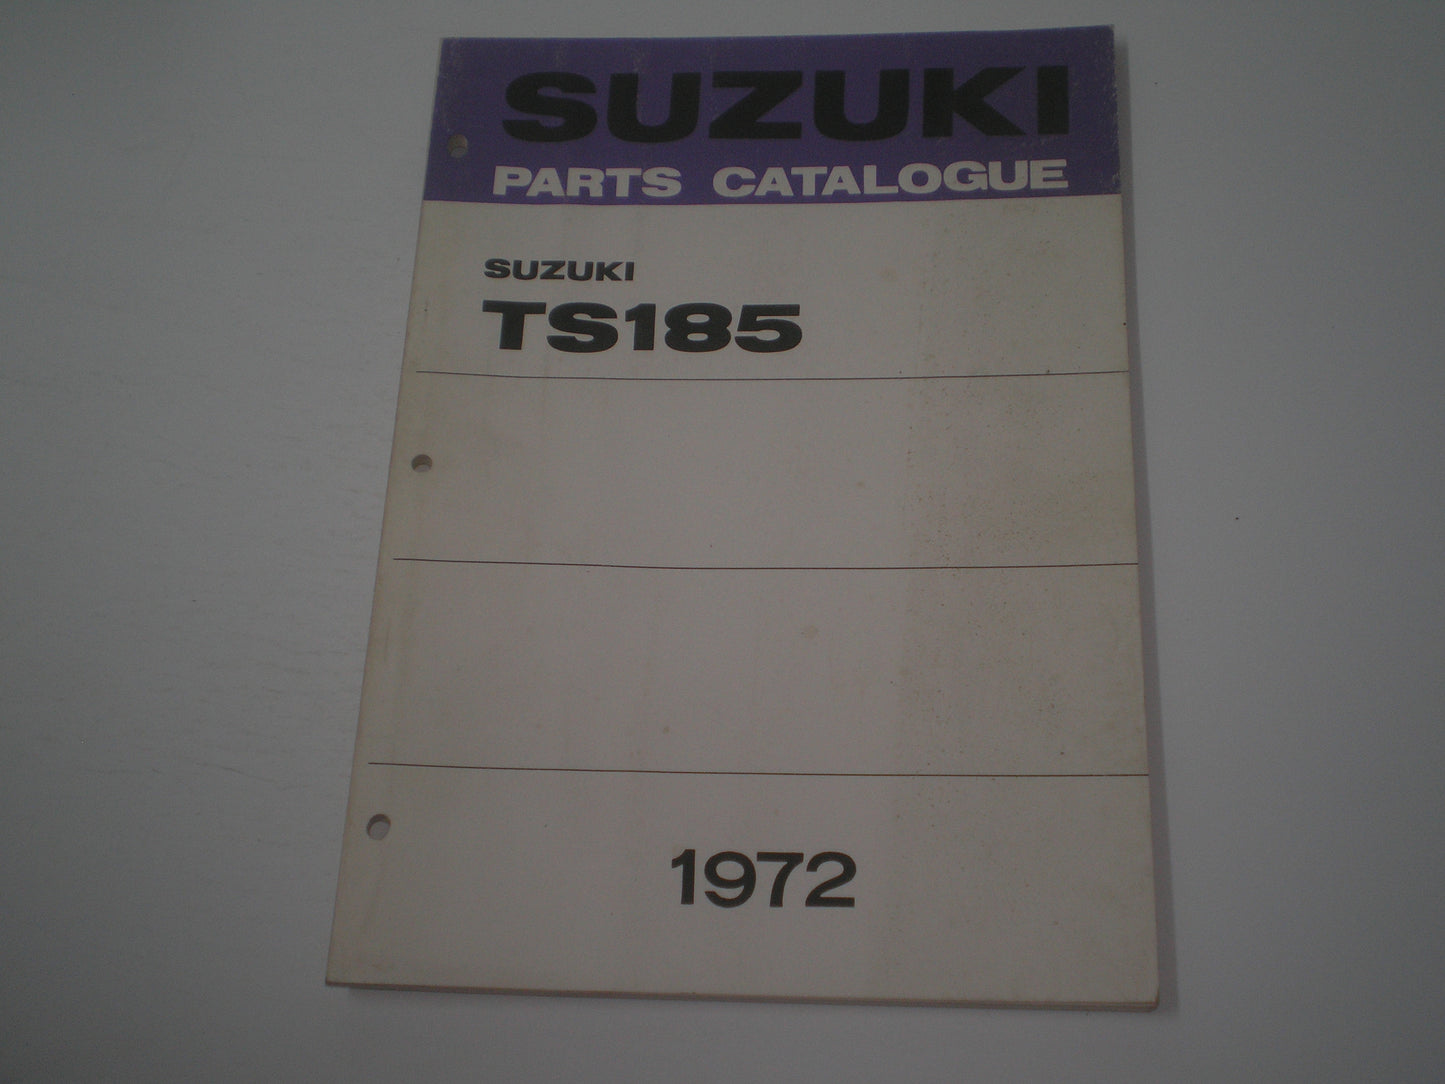 SUZUKI
PARTS CATALOGUE
SUZUKI
TS185
1972